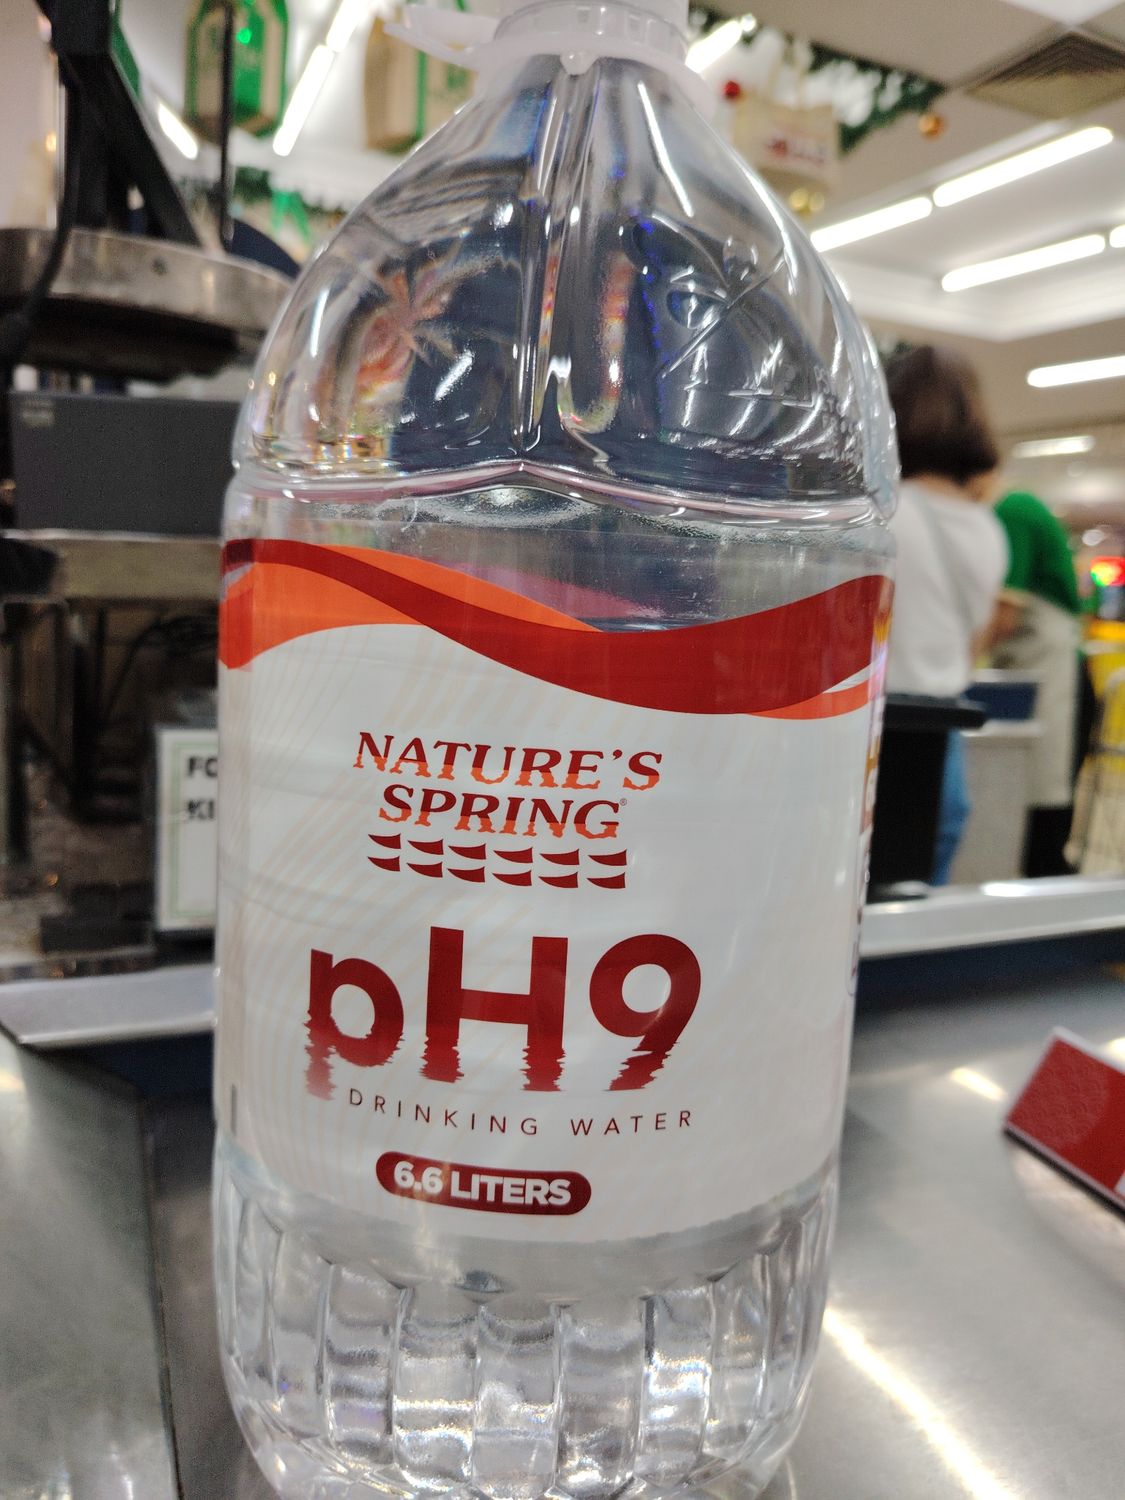 NATURE'S
SPRING®
pH9
DRINKING WATER
6.6 LITERS